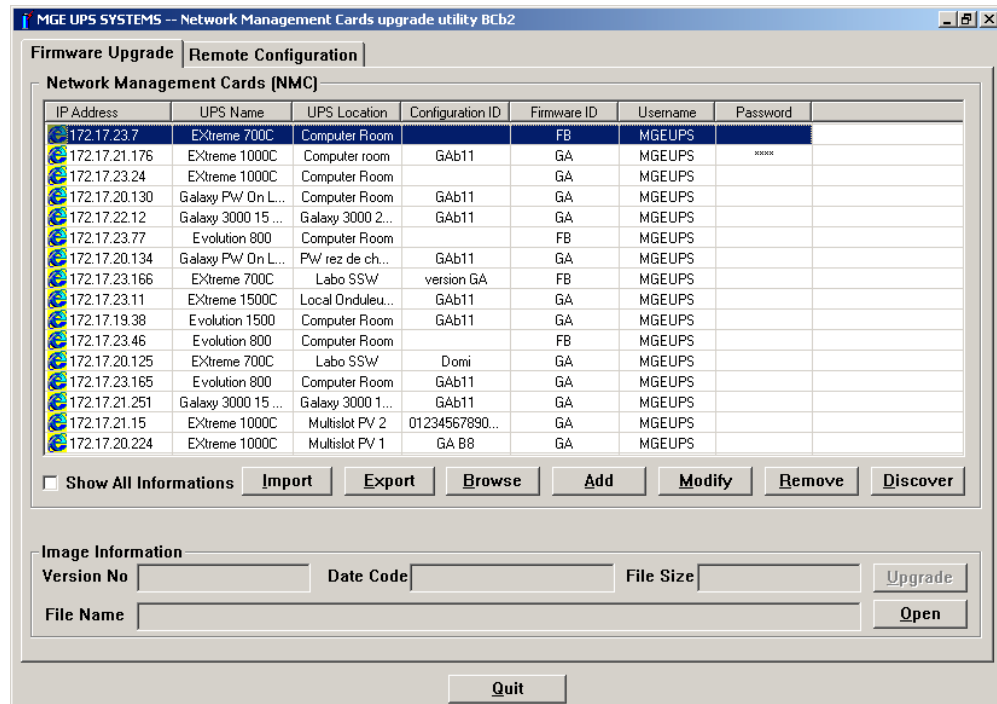 MGE UPS SYSTEMS -- Network Management Cards upgrade utility BCb2
Firmware Upgrade Remote Configuration
Network Management Cards (NMC)
IP Address UPS Name UPS Location Configuration ID Firmware ID Username Password
172.17.23.7 EXtreme 700C Computer Room FB MGEUPS
172.17.21.176 EXtreme 1000C Computer room GAb11 GA MGEUPS xxxx
172.17.23.24 EXtreme 1000C Computer Room GA MGEUPS
172.17.20.130 Galaxy PW On L... Computer Room GAb11 GA MGEUPS
172.17.22.12 Galaxy 3000 15 ... Galaxy 3000 2... GAb11 GA MGEUPS
172.17.23.77 Evolution 800 Computer Room FB MGEUPS
172.17.20.134 Galaxy PW On L... PW rez de ch... GAb11 GA MGEUPS
172.17.23.166 EXtreme 700C Labo SSW version GA FB MGEUPS
172.17.23.11 EXtreme 1500C Local Onduleu... GAb11 GA MGEUPS
172.17.19.38 Evolution 1500 Computer Room GAb11 GA MGEUPS
172.17.23.46 Evolution 800 Computer Room FB MGEUPS
172.17.20.125 EXtreme 700C Labo SSW Domi GA MGEUPS
172.17.23.165 Evolution 800 Computer Room GAb11 GA MGEUPS
172.17.21.251 Galaxy 3000 15 ... Galaxy 3000 1... GAb11 GA MGEUPS
172.17.21.15 EXtreme 1000C Multislot PV 2 01234567890... GA MGEUPS
172.17.20.224 EXtreme 1000C Multislot PV 1 GA B8 GA MGEUPS
Show All Informations Import Export Browse Add Modify Remove Discover
Image Information
Version No Date Code File Size Upgrade
File Name Open
Quit